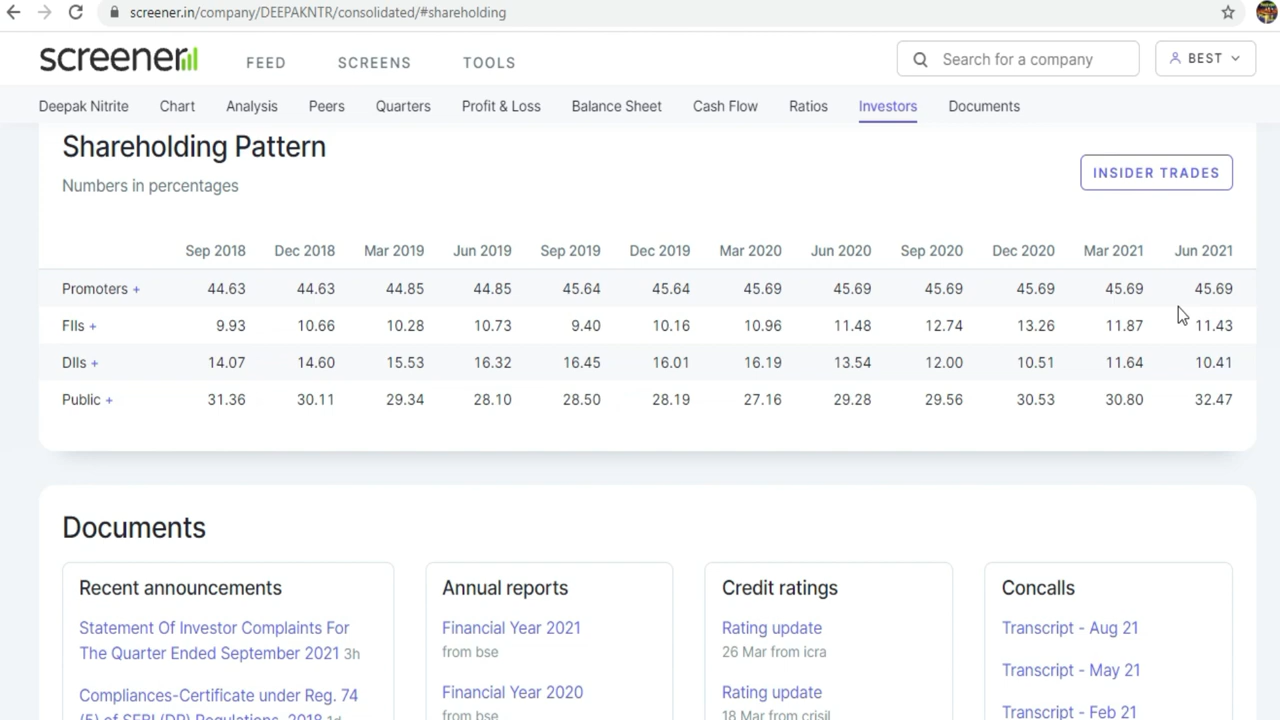 screener.in/company/DEEPAKNTR/consolidated/#shareholding
screener
FEED SCREENS TOOLS
Search for a company
BEST
Deepak Nitrite Chart Analysis Peers Quarters Profit & Loss Balance Sheet Cash Flow Ratios Investors Documents
Shareholding Pattern
Numbers in percentages
INSIDER TRADES
Sep 2018 Dec 2018 Mar 2019 Jun 2019 Sep 2019 Dec 2019 Mar 2020 Jun 2020 Sep 2020 Dec 2020 Mar 2021 Jun 2021
Promoters + 44.63 44.63 44.85 44.85 45.64 45.64 45.69 45.69 45.69 45.69 45.69 45.69
FIIs + 9.93 10.66 10.28 10.73 9.40 10.16 10.96 11.48 12.74 13.26 11.87 11.43
DIIs + 14.07 14.60 15.53 16.32 16.45 16.01 16.19 13.54 12.00 10.51 11.64 10.41
Public + 31.36 30.11 29.34 28.10 28.50 28.19 27.16 29.28 29.56 30.53 30.80 32.47
Documents
Recent announcements
Statement Of Investor Complaints For
The Quarter Ended September 2021 3h
Compliances-Certificate under Reg. 74
(5) of SEBI (DP) Regulations, 2018 1d
Annual reports
Financial Year 2021
from bse
Financial Year 2020
from bse
Credit ratings
Rating update
26 Mar from icra
Rating update
18 Mar from crisil
Concalls
Transcript - Aug 21
Transcript - May 21
Transcript - Feb 21